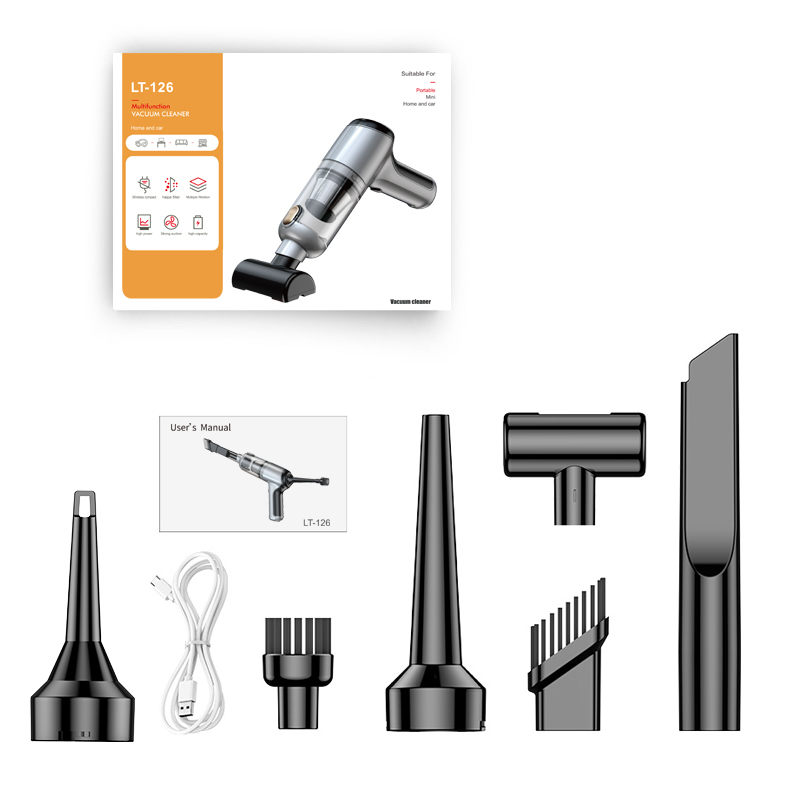 LT-126
Multifunction
VACUUM CLEANER
Home and car
Wireless compact
heppa filter
Multiple filtration
high power
strong suction
high capacity
Suitable For
Portable
Mini
Home and car
Vacuum cleaner
User's Manual
LT-126